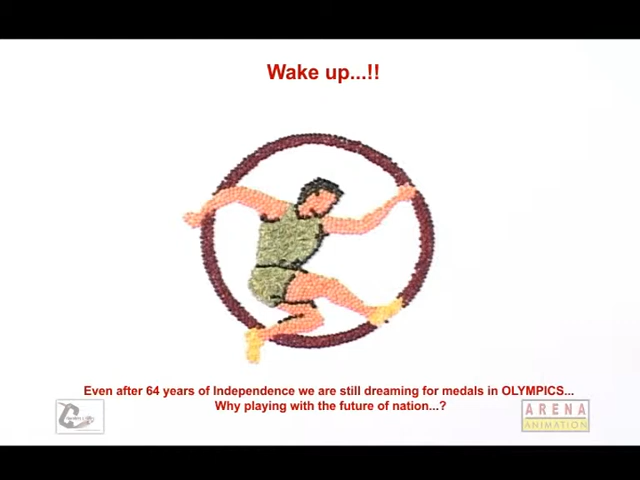 Wake up...!!
Even after 64 years of Independence we are still dreaming for medals in OLYMPICS...
Why playing with the future of nation...?
ARENA
ANIMATION